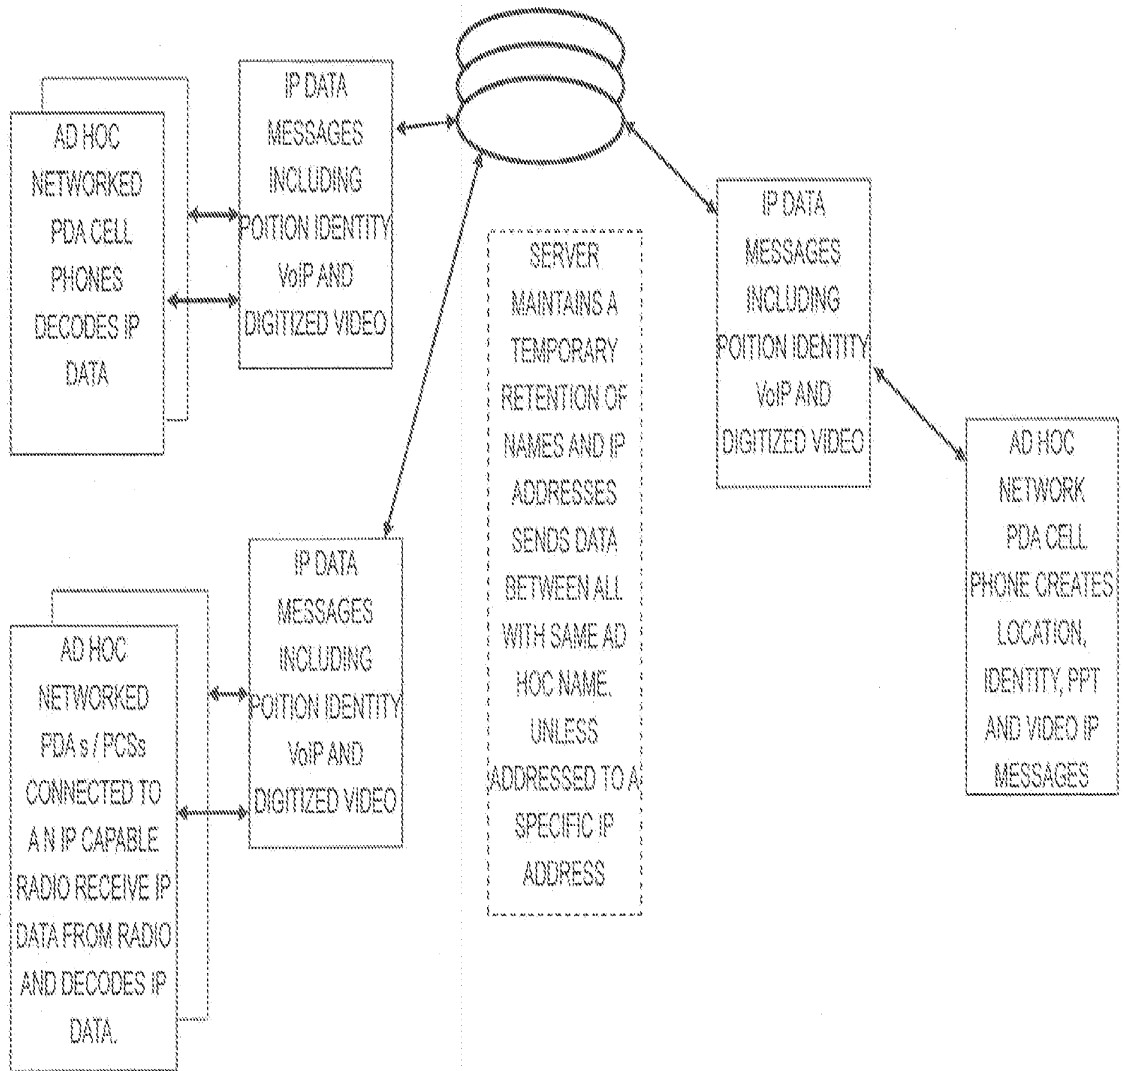 AD HOC
NETWORKED
PDA CELL
PHONES
DECODES IP
DATA
IP DATA
MESSAGES
INCLUDING
POITION IDENTITY
VoIP AND
DIGITIZED VIDEO
IP DATA
MESSAGES
INCLUDING
POITION IDENTITY
VoIP AND
DIGITIZED VIDEO
SERVER
MAINTAINS A
TEMPORARY
RETENTION OF
NAMES AND IP
ADDRESSES
SENDS DATA
BETWEEN ALL
WITH SAME AD
HOC NAME.
UNLESS
ADDRESSED TO A
SPECIFIC IP
ADDRESS
AD HOC
NETWORK
PDA CELL
PHONE CREATES
LOCATION,
IDENTITY, PPT
AND VIDEO IP
MESSAGES
AD HOC
NETWORKED
PDA s / PCSs
CONNECTED TO
A N IP CAPABLE
RADIO RECEIVE IP
DATA FROM RADIO
AND DECODES IP
DATA.
IP DATA
MESSAGES
INCLUDING
POITION IDENTITY
VoIP AND
DIGITIZED VIDEO